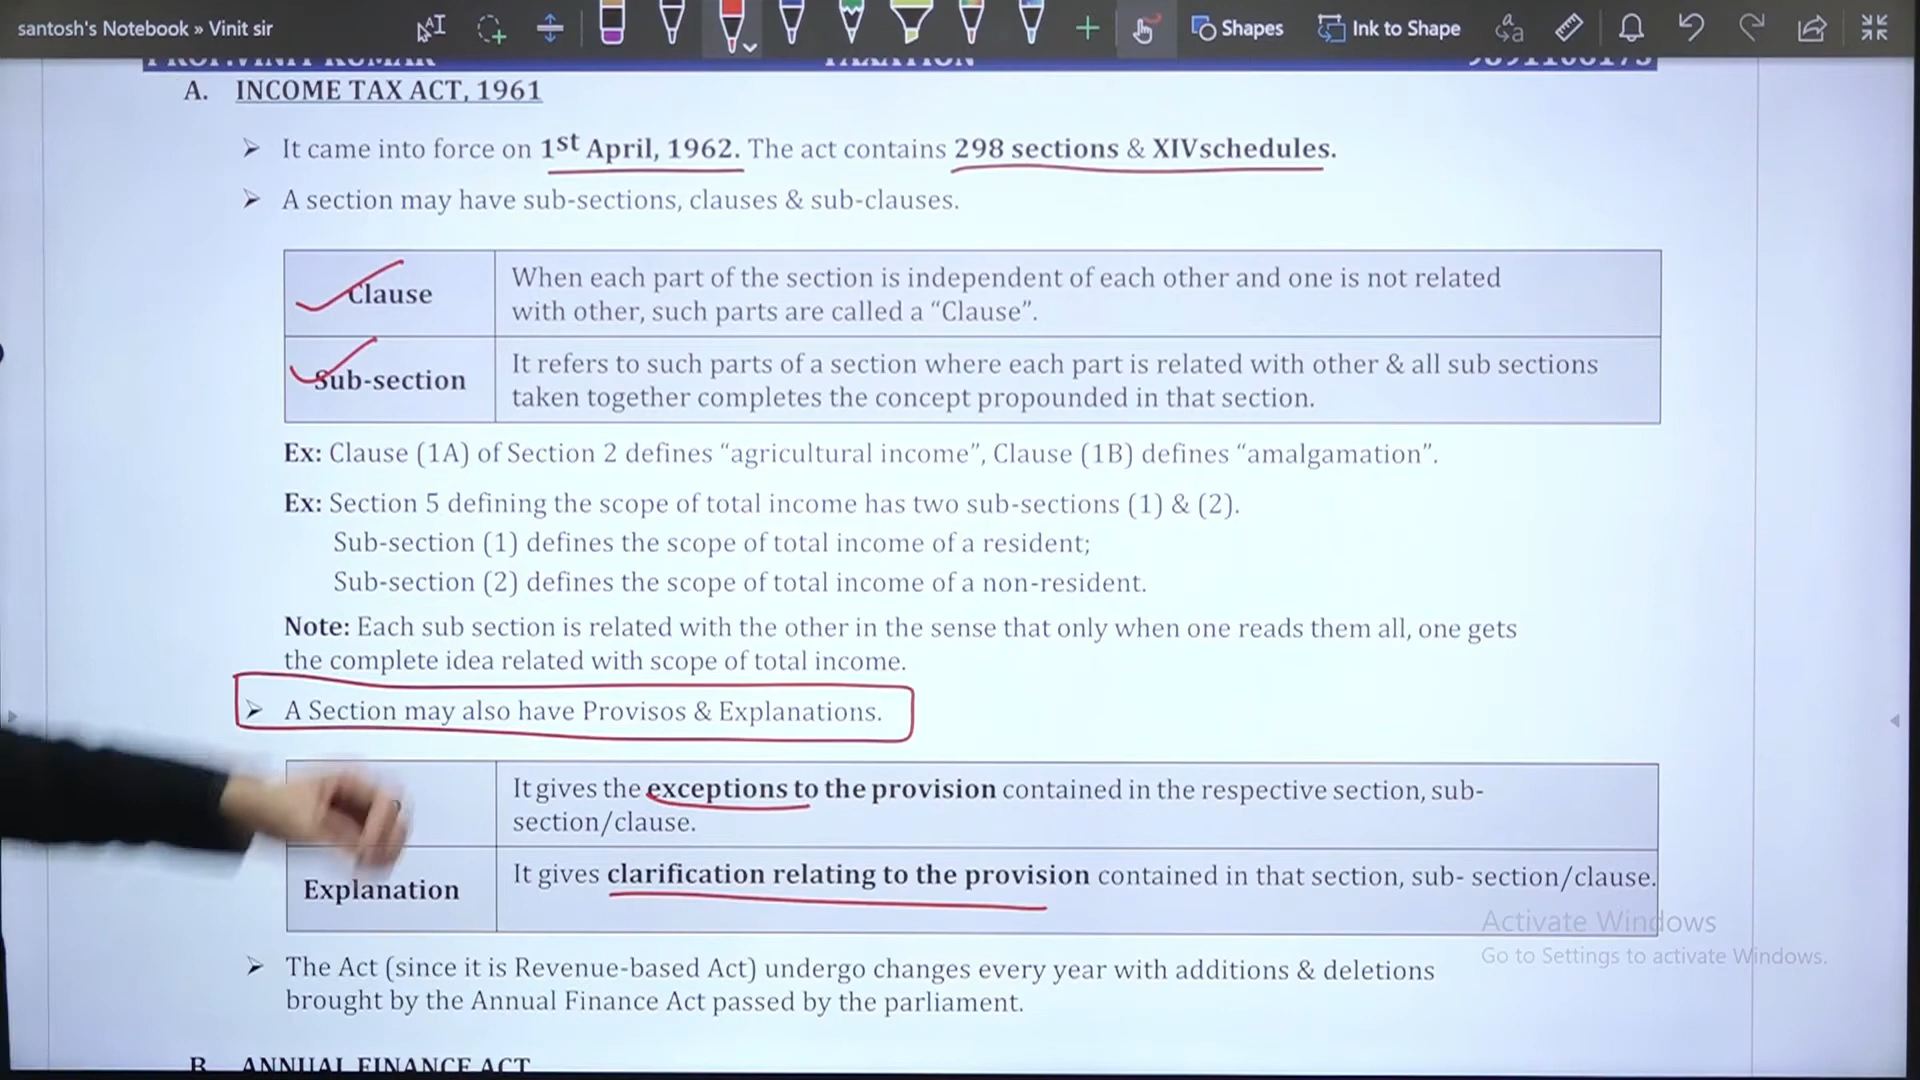 santosh's Notebook » Vinit sir
Shapes
Ink to Shape
PROF.VINIT KUMAR TAXATION
A. INCOME TAX ACT, 1961
➢ It came into force on 1st April, 1962. The act contains 298 sections & XIVschedules.
➢ A section may have sub-sections, clauses & sub-clauses.
Clause
When each part of the section is independent of each other and one is not related
with other, such parts are called a “Clause”.
Sub-section
It refers to such parts of a section where each part is related with other & all sub sections
taken together completes the concept propounded in that section.
Ex: Clause (1A) of Section 2 defines “agricultural income”, Clause (1B) defines “amalgamation”.
Ex: Section 5 defining the scope of total income has two sub-sections (1) & (2).
Sub-section (1) defines the scope of total income of a resident;
Sub-section (2) defines the scope of total income of a non-resident.
Note: Each sub section is related with the other in the sense that only when one reads them all, one gets
the complete idea related with scope of total income.
➢ A Section may also have Provisos & Explanations.
It gives the exceptions to the provision contained in the respective section, sub-
section/clause.
Explanation
It gives clarification relating to the provision contained in that section, sub- section/clause.
Activate Windows
Go to Settings to activate Windows.
➢ The Act (since it is Revenue-based Act) undergo changes every year with additions & deletions
brought by the Annual Finance Act passed by the parliament.
B. ANNUAL FINANCE ACT